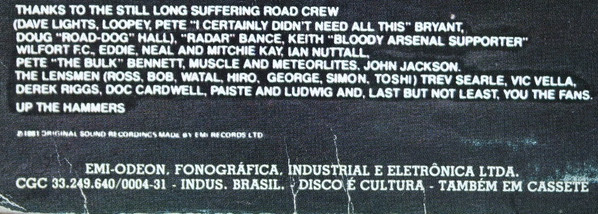 THANKS TO THE STILL LONG SUFFERING ROAD CREW
(DAVE LIGHTS, LOOPEY, PETE "I CERTAINLY DIDN'T NEED ALL THIS" BRYANT,
DOUG "ROAD-DOG" HALL), "RADAR" BANCE, KEITH "BLOODY ARSENAL SUPPORTER"
WILFORT F.C., EDDIE, NEAL AND MITCHIE KAY, IAN NUTTALL,
PETE "THE BULK" BENNETT, MUSCLE AND METEORLITES, JOHN JACKSON.
THE LENSMEN (ROSS, BOB, WATAL, HIRO, GEORGE, SIMON, TOSHI) TREV SEARLE, VIC VELLA,
DEREK RIGGS, DOC CARDWELL, PAISTE AND LUDWIG AND, LAST BUT NOT LEAST, YOU THE FANS.
UP THE HAMMERS
℗1981 ORIGINAL SOUND RECORDINGS MADE BY EMI RECORDS LTD
EMI-ODEON, FONOGRÁFICA, INDUSTRIAL E ELETRÔNICA LTDA.
CGC 33.249.640/0004-31 - INDUS. BRASIL. - DISCO É CULTURA - TAMBÉM EM CASSETE